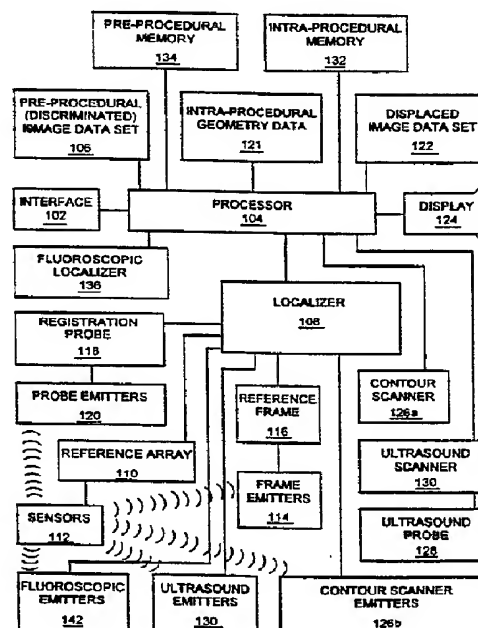 PRE-PROCEDURAL
MEMORY
134
INTRA-PROCEDURAL
MEMORY
132
PRE-PROCEDURAL
(DISCRIMINATED)
IMAGE DATA SET
106
INTRA-PROCEDURAL
GEOMETRY DATA
121
DISPLACED
IMAGE DATA SET
122
INTERFACE
102
PROCESSOR
104
DISPLAY
124
FLUOROSCOPIC
LOCALIZER
136
LOCALIZER
108
REGISTRATION
PROBE
118
CONTOUR
SCANNER
126a
PROBE EMITTERS
120
REFERENCE
FRAME
116
REFERENCE ARRAY
110
ULTRASOUND
SCANNER
130
FRAME
EMITTERS
114
SENSORS
112
ULTRASOUND
PROBE
128
FLUOROSCOPIC
EMITTERS
142
ULTRASOUND
EMITTERS
130
CONTOUR SCANNER
EMITTERS
126b